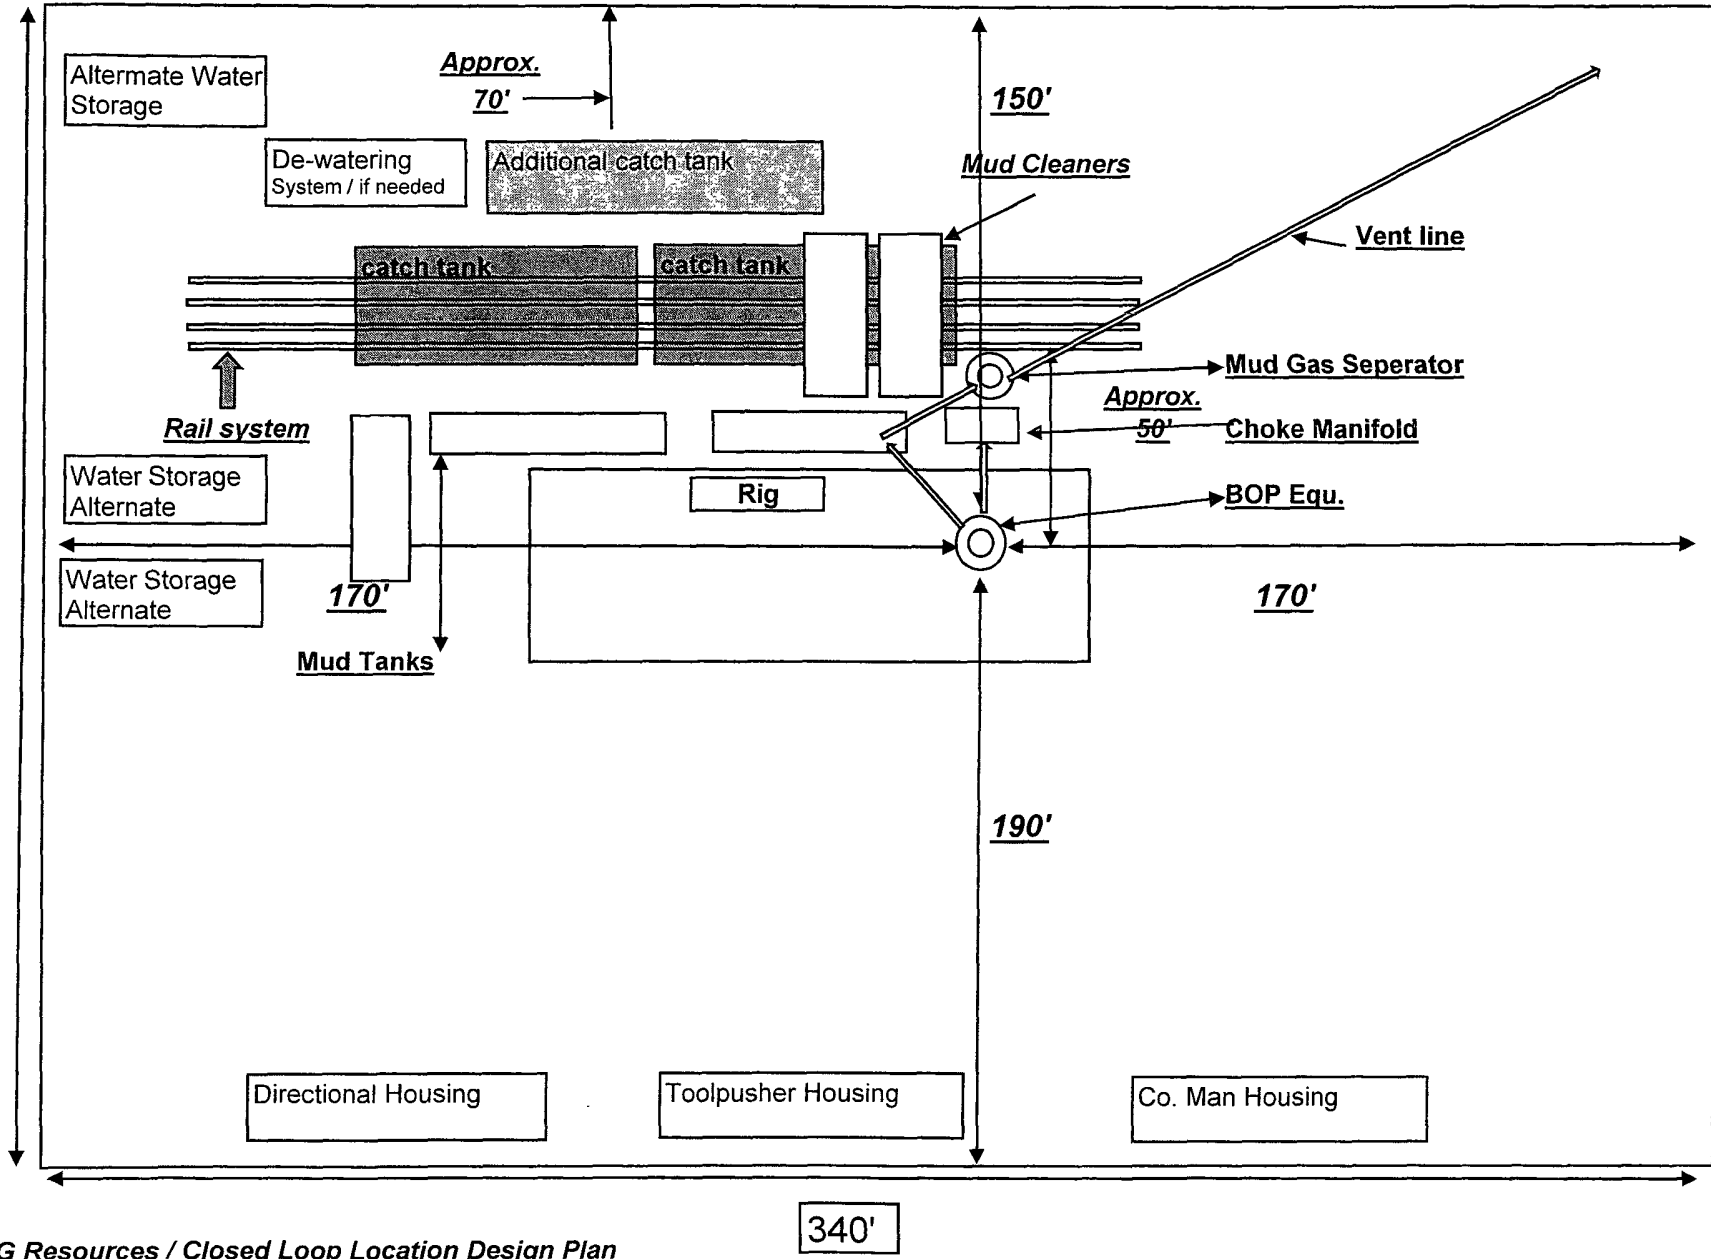 Altermate Water
Storage
Approx.
70'
150'
De-watering
System / if needed
Additional catch tank
Mud Cleaners
Vent line
catch tank
catch tank
Mud Gas Seperator
Approx.
50'
Rail system
Choke Manifold
Water Storage
Alternate
Rig
BOP Equ.
Water Storage
Alternate
170'
170'
Mud Tanks
190'
Directional Housing
Toolpusher Housing
Co. Man Housing
340'
G Resources / Closed Loop Location Design Plan